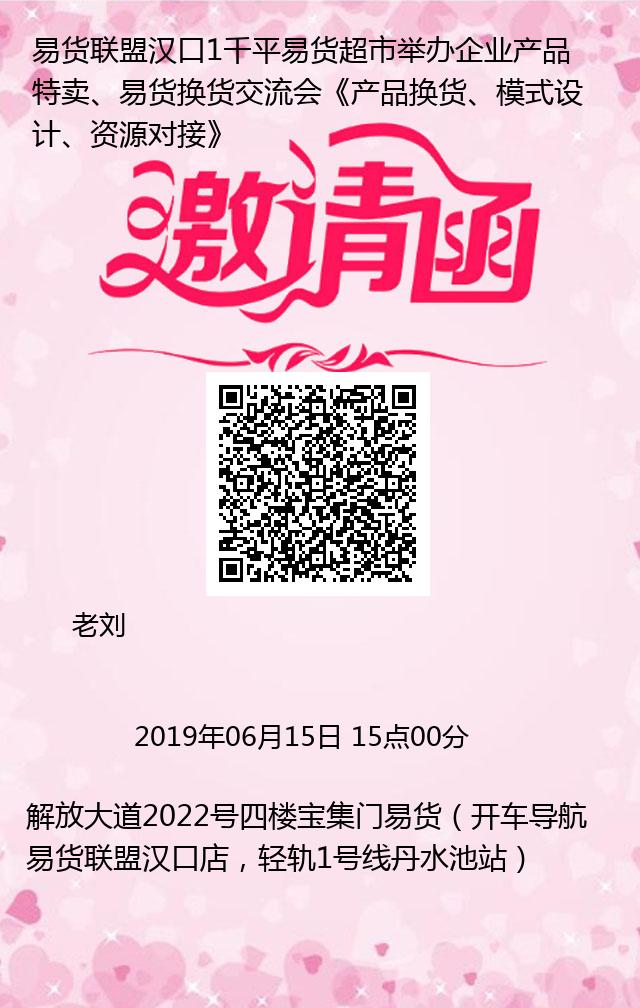 易货联盟汉口1千平易货超市举办企业产品
特卖、易货换货交流会《产品换货、模式设
计、资源对接》
邀请函
老刘
2019年06月15日 15点00分
解放大道2022号四楼宝集门易货（开车导航
易货联盟汉口店，轻轨1号线丹水池站）